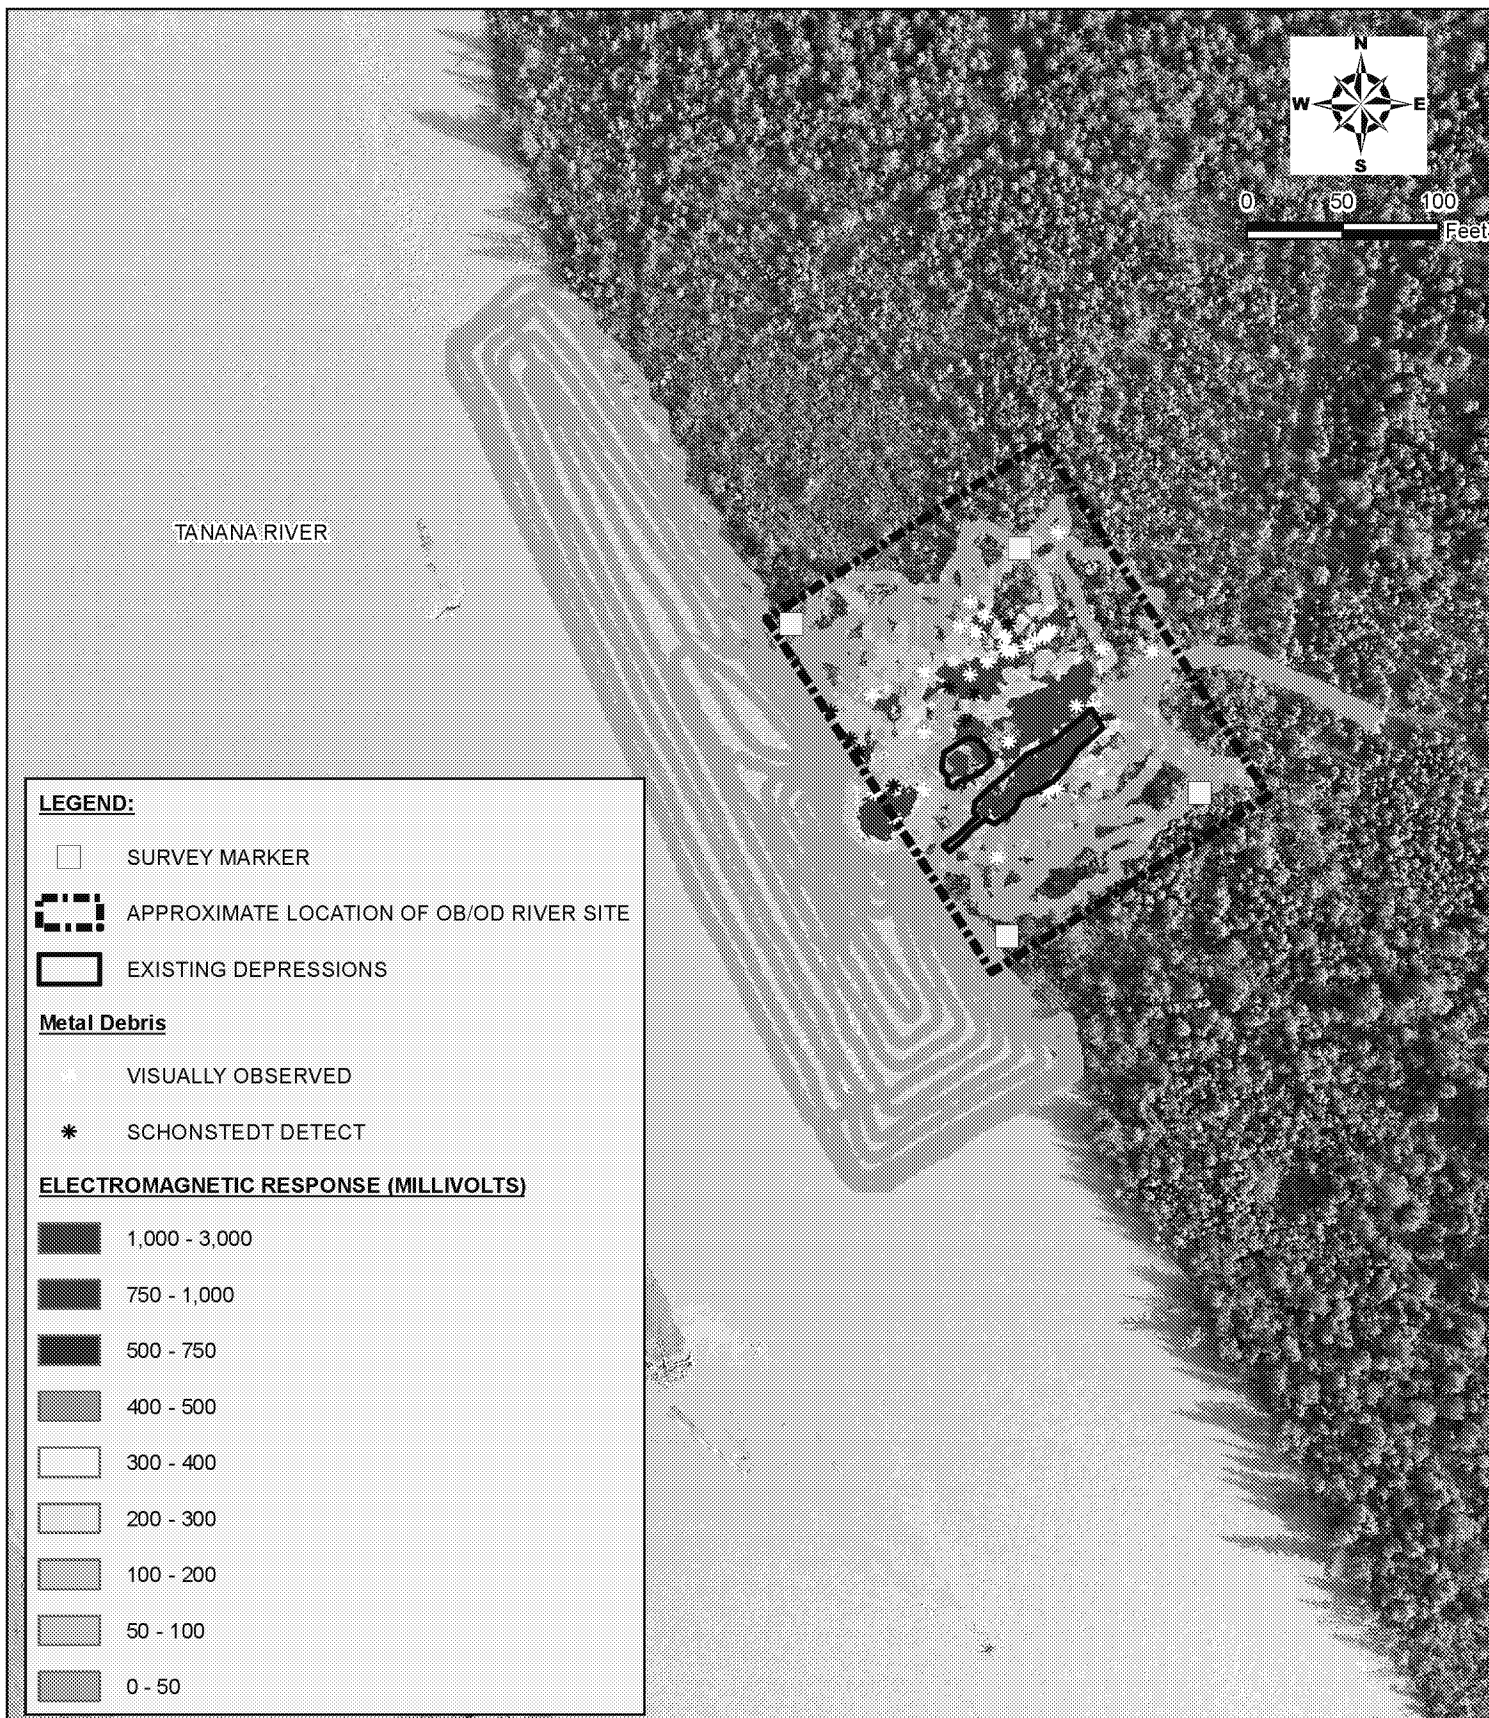 N
W E
S
0 50 100
Feet
TANANA RIVER
LEGEND:
SURVEY MARKER
APPROXIMATE LOCATION OF OB/OD RIVER SITE
EXISTING DEPRESSIONS
Metal Debris
VISUALLY OBSERVED
SCHONSTEDT DETECT
ELECTROMAGNETIC RESPONSE (MILLIVOLTS)
1,000 - 3,000
750 - 1,000
500 - 750
400 - 500
300 - 400
200 - 300
100 - 200
50 - 100
0 - 50